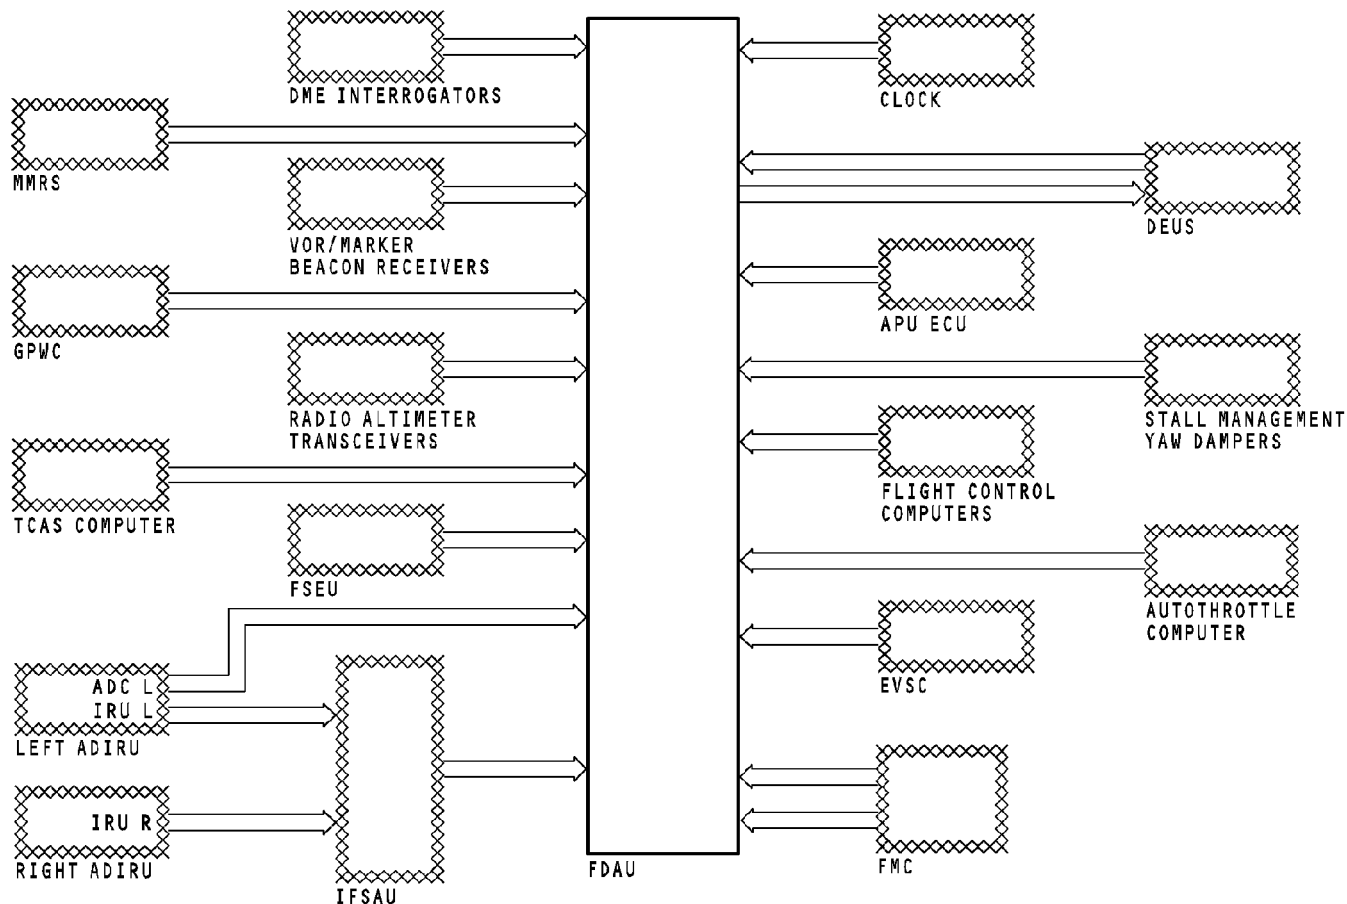 DME INTERROGATORS
CLOCK
MMRS
DEUS
VOR/MARKER
BEACON RECEIVERS
APU ECU
GPWC
RADIO ALTIMETER
TRANSCEIVERS
STALL MANAGEMENT
YAW DAMPERS
FLIGHT CONTROL
COMPUTERS
TCAS COMPUTER
FSEU
AUTOTHROTTLE
COMPUTER
EVSC
ADC L
IRU L
LEFT ADIRU
IRU R
RIGHT ADIRU
IFSAU
FDAU
FMC